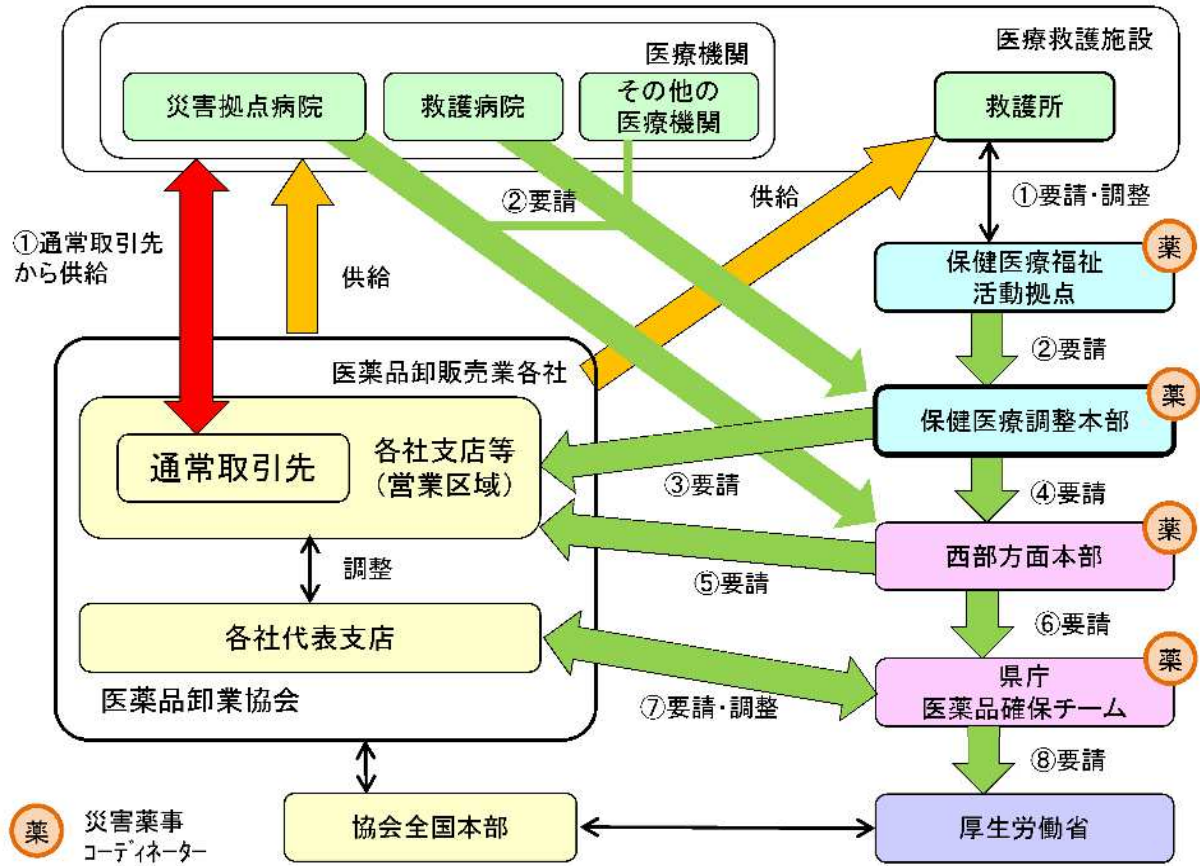 医療救護施設
医療機関
災害拠点病院
救護病院
その他の
医療機関
救護所
②要請
供給
①要請・調整
①通常取引先
から供給
供給
薬
保健医療福祉
活動拠点
②要請
医薬品卸販売業各社
薬
保健医療調整本部
通常取引先
各社支店等
(営業区域)
③要請
④要請
薬
西部方面本部
調整
⑤要請
⑥要請
各社代表支店
薬
県庁
医薬品確保チーム
医薬品卸業協会
⑦要請・調整
⑧要請
薬
災害薬事
コーディネーター
協会全国本部
厚生労働省